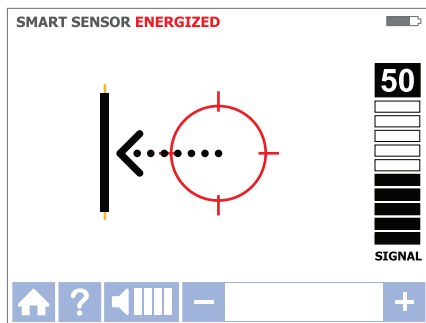 SMART SENSOR ENERGIZED
50
SIGNAL
?
− +